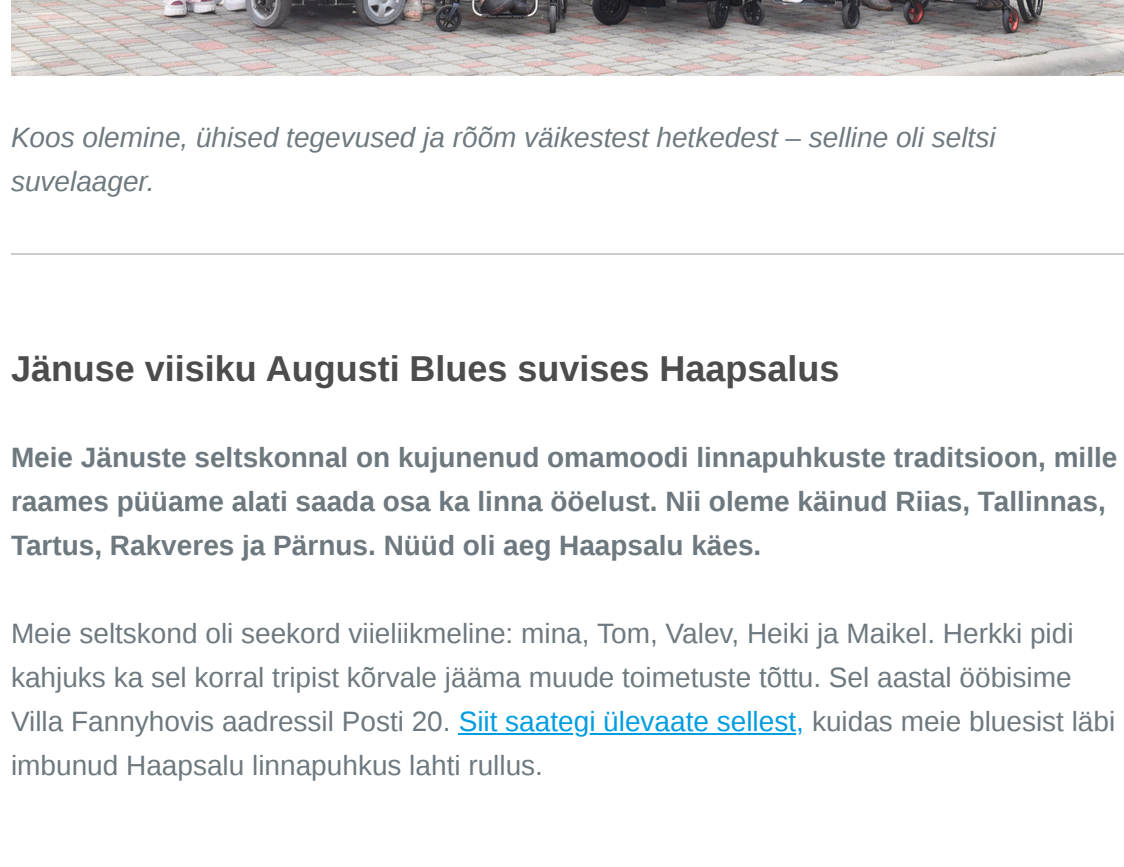 Koos olemine, ühised tegevused ja rõõm väikestest hetkedest – selline oli seltsi
suvelaager.
Jänuse viisiku Augusti Blues suvises Haapsalus
Meie Jänuste seltskonnal on kujunenud omamoodi linnapuhkuste traditsioon, mille
raames püüame alati saada osa ka linna ööelust. Nii oleme käinud Riias, Tallinnas,
Tartus, Rakveres ja Pärnus. Nüüd oli aeg Haapsalu käes.
Meie seltskond oli seekord viieliikmeline: mina, Tom, Valev, Heiki ja Maikel. Herkki pidi
kahjuks ka sel korral tripist kõrvale jääma muude toimetuste tõttu. Sel aastal ööbisime
Villa Fannyhovis aadressil Posti 20. Siit saategi ülevaate sellest, kuidas meie bluesist läbi
imbunud Haapsalu linnapuhkus lahti rullus.